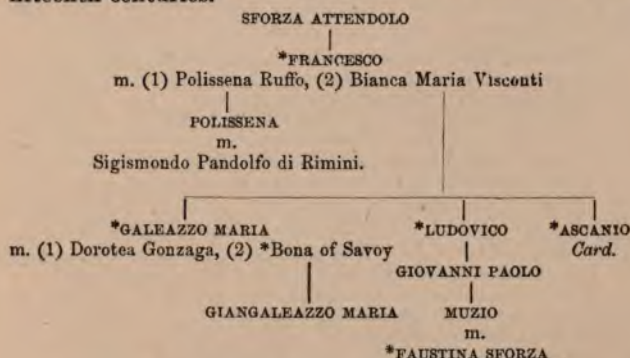 SFORZA ATTENDOLO
*FRANCESCO
m. (1) Polissena Ruffo, (2) Bianca Maria Visconti
POLISSENA
m.
Sigismondo Pandolfo di Rimini.
*GALEAZZO MARIA *LUDOVICO *ASCANIO
m. (1) Dorotea Gonzaga, (2) *Bona of Savoy Card.
GIOVANNI PAOLO
GIANGALEAZZO MARIA MUZIO
m.
*FAUSTINA SFORZA